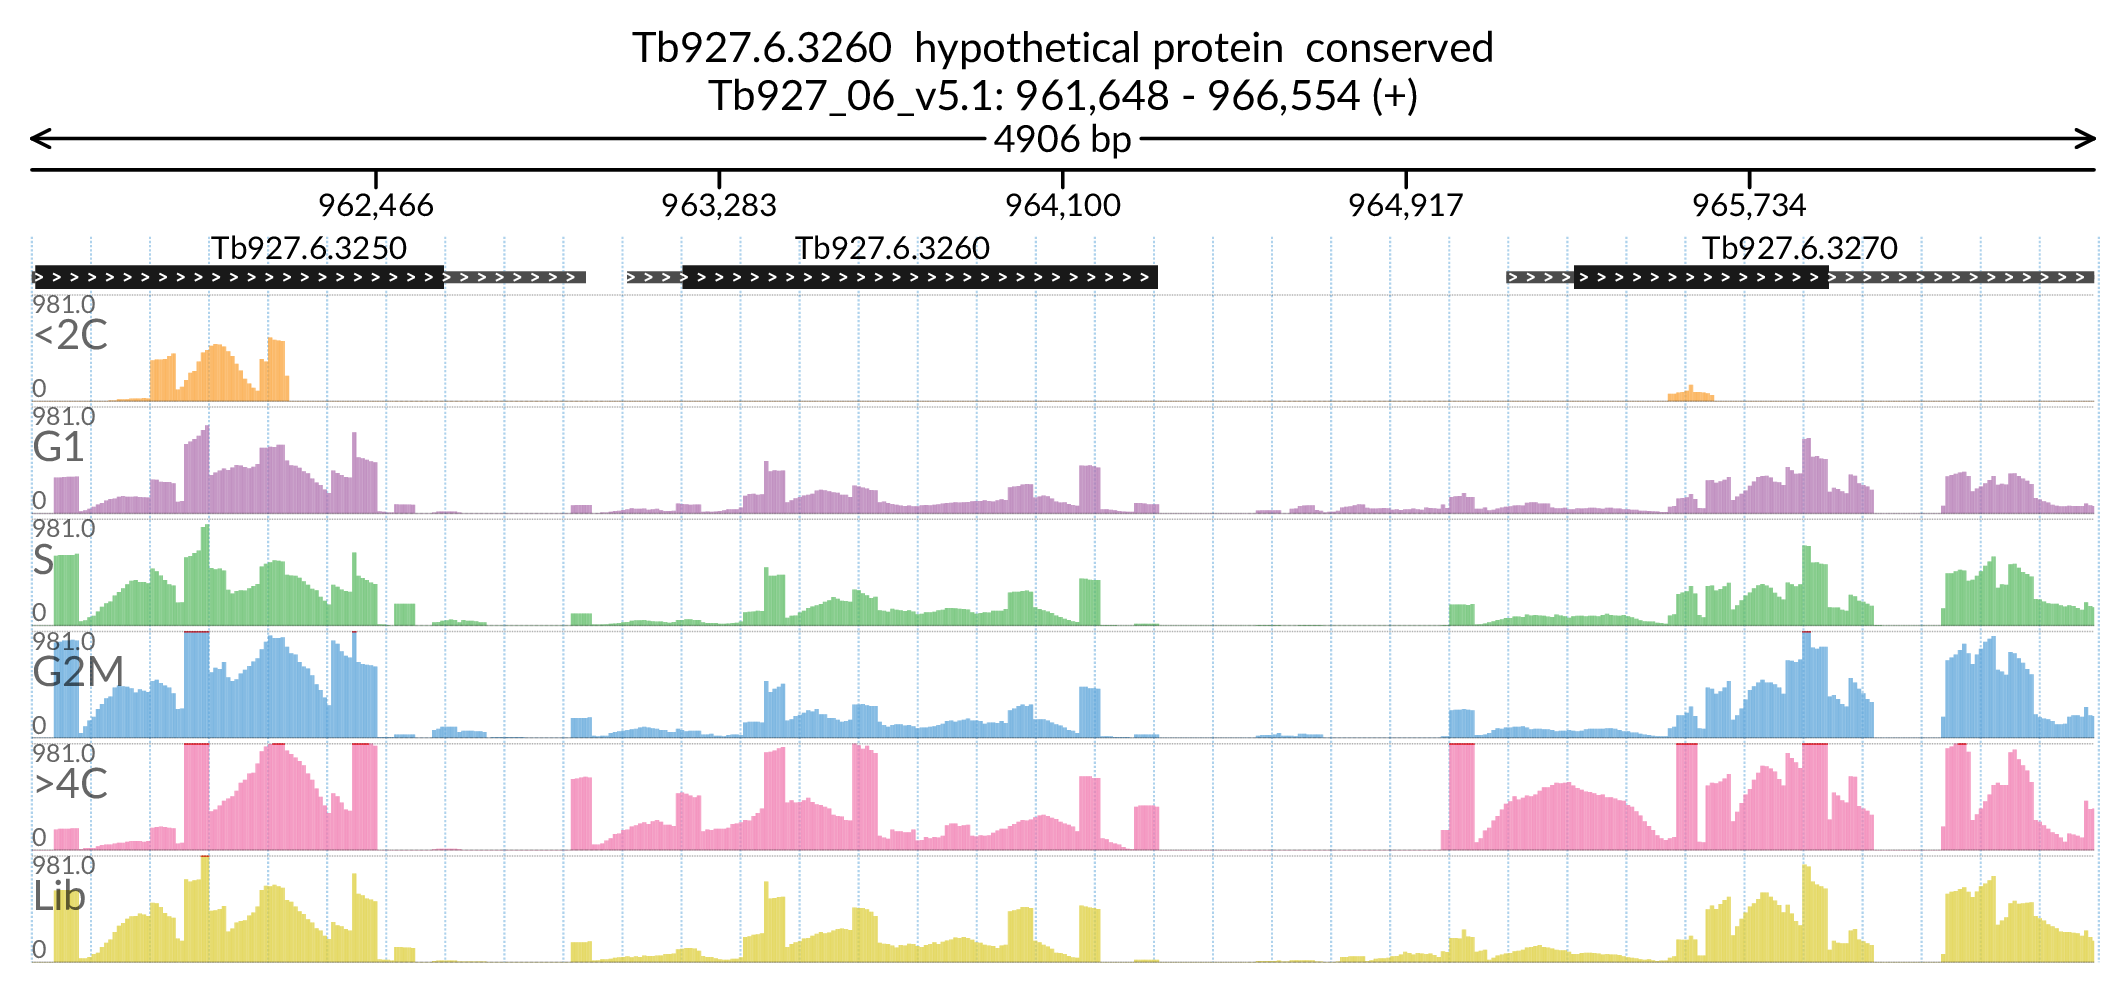 Tb927.6.3260  hypothetical protein  conserved
Tb927_06_v5.1: 961,648 - 966,554 (+)
4906 bp
962,466 963,283 964,100 964,917 965,734
Tb927.6.3250 Tb927.6.3260 Tb927.6.3270
981.0
<2C
0
981.0
G1
0
981.0
S
0
981.0
G2M
0
981.0
>4C
0
981.0
Lib
0